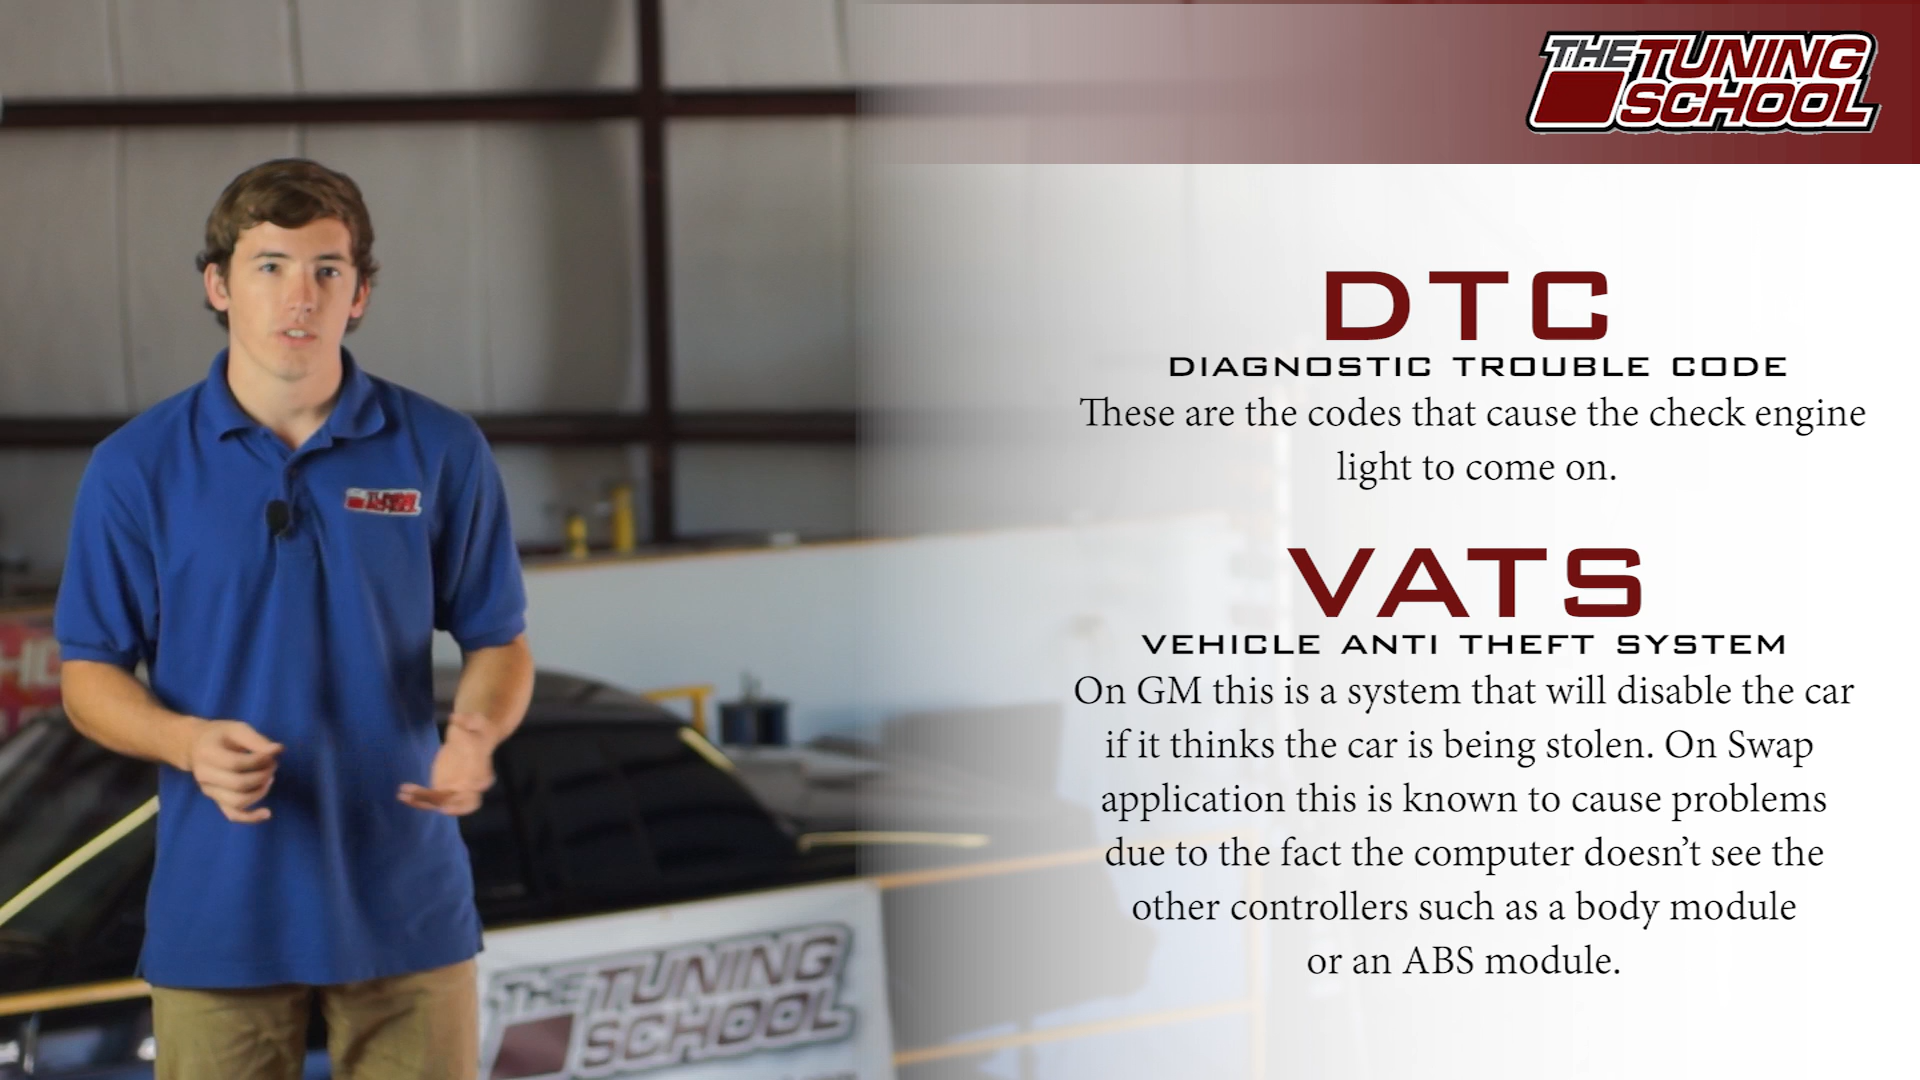 THE TUNING
SCHOOL
DTC
DIAGNOSTIC TROUBLE CODE
These are the codes that cause the check engine
light to come on.
VATS
VEHICLE ANTI THEFT SYSTEM
On GM this is a system that will disable the car
if it thinks the car is being stolen. On Swap
application this is known to cause problems
due to the fact the computer doesn't see the
other controllers such as a body module
or an ABS module.
THE TUNING
SCHOOL